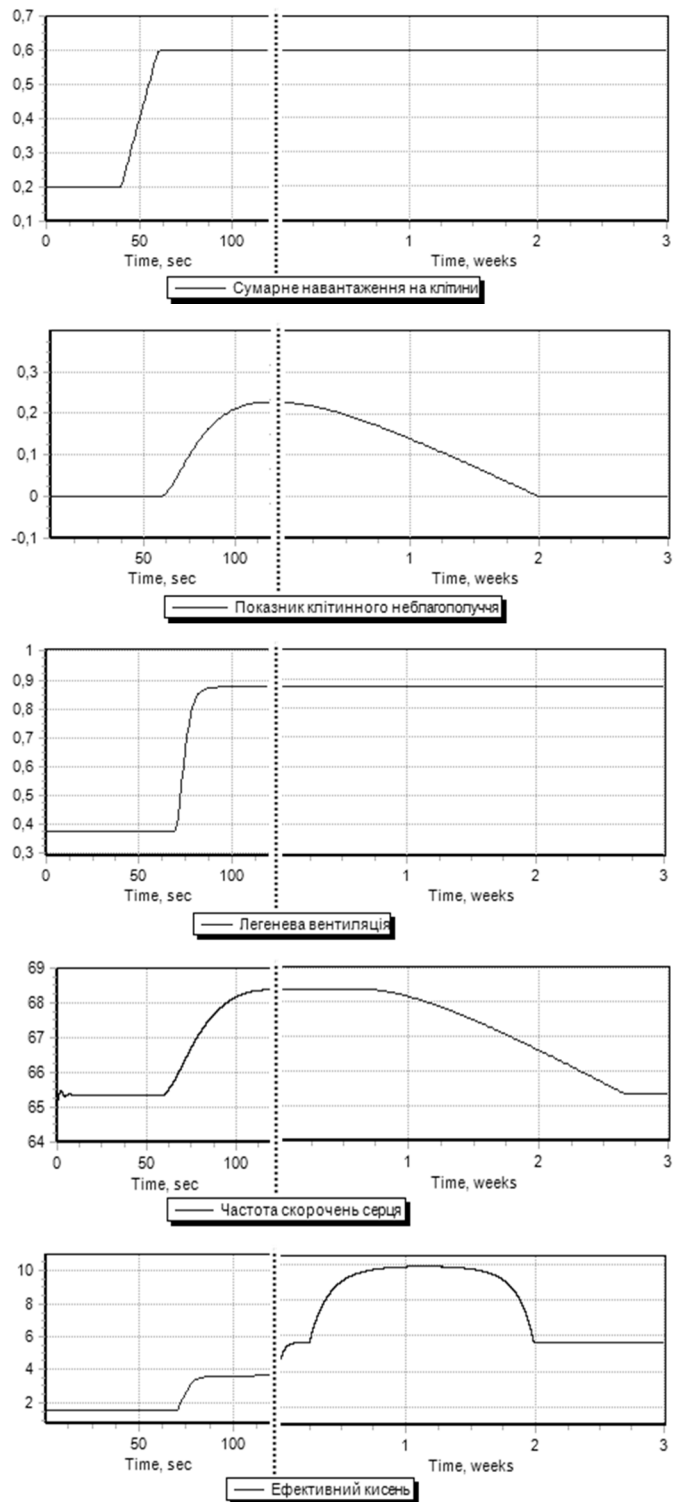 0,7
0,6
0,5
0,4
0,3
0,2
0,1
0 50 100 1 2 3
Time, sec Time, weeks
Сумарне навантаження на клітини
0,3
0,2
0,1
0
-0,1
50 100 1 2 3
Time, sec Time, weeks
Показник клітинного неблагополуччя
1
0,9
0,8
0,7
0,6
0,5
0,4
0,3
0 50 100 1 2 3
Time, sec Time, weeks
Легенева вентиляція
69
68
67
66
65
64
0 50 100 1 2 3
Time, sec Time, weeks
Частота скорочень серця
10
8
6
4
2
50 100 1 2 3
Time, sec Time, weeks
Ефективний кисень